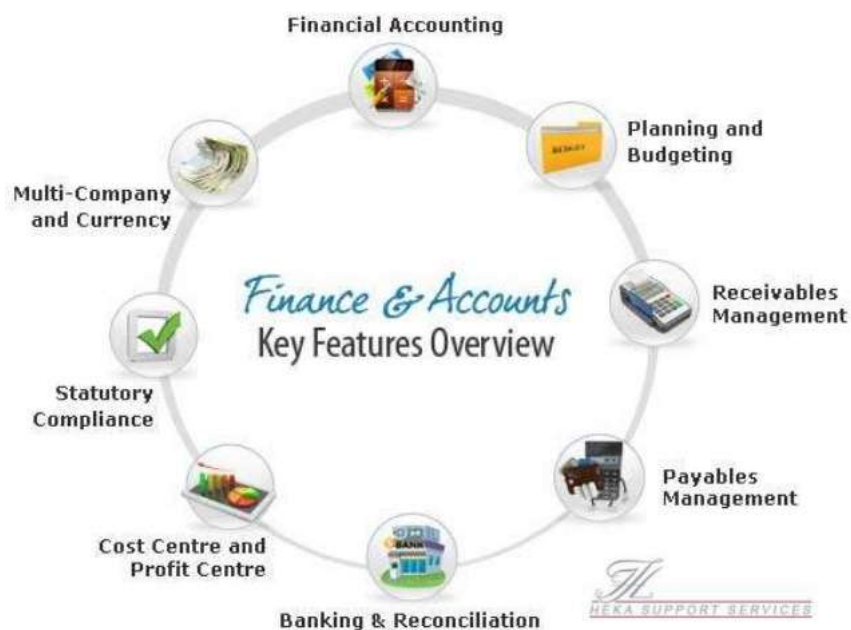 Financial Accounting
Planning and
Budgeting
Receivables
Management
Payables
Management
Banking & Reconciliation
Cost Centre and
Profit Centre
Statutory
Compliance
Multi-Company
and Currency
Finance & Accounts
Key Features Overview
BANK
HEKA SUPPORT SERVICES